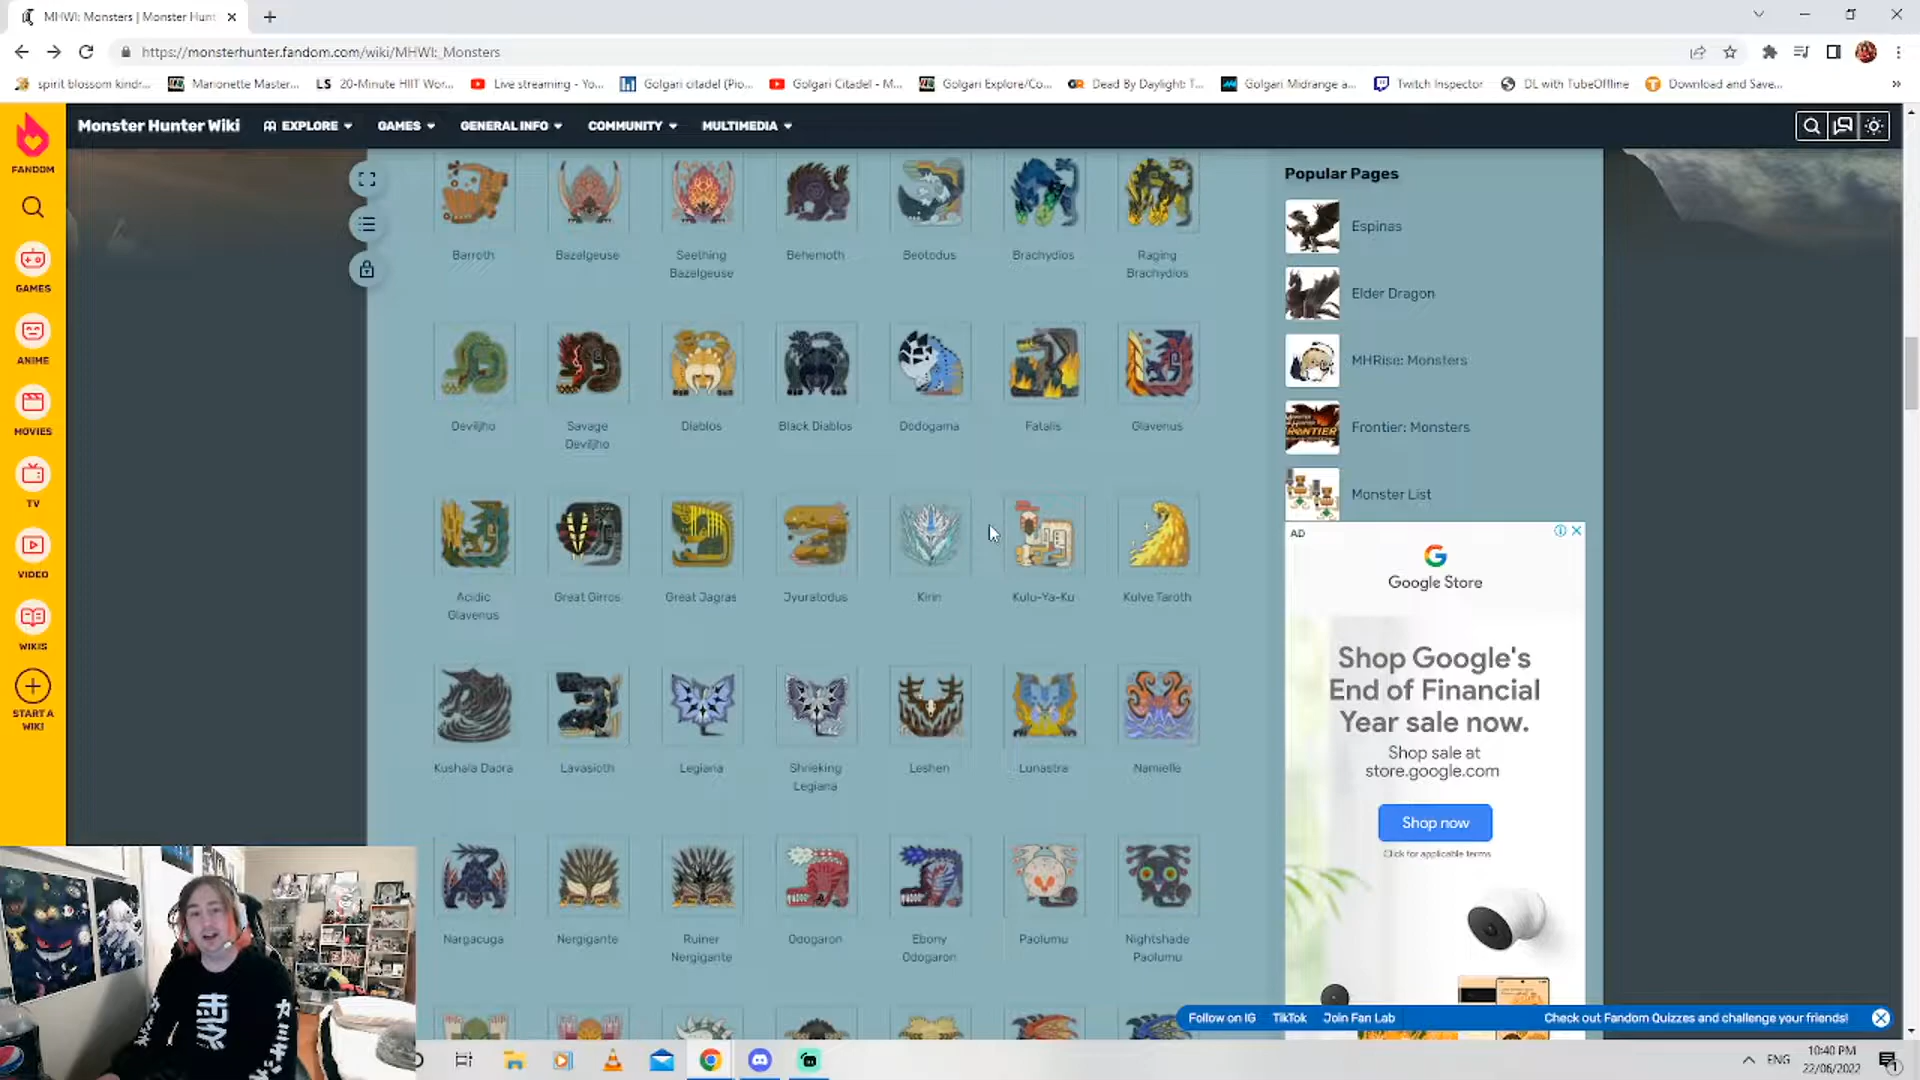 MHWI: Monsters | Monster Hunt
https://monsterhunter.fandom.com/wiki/MHWI:_Monsters
spirit blossom kindr...
Marionette Master...
LS 20-Minute HIIT Wor...
Live streaming - Yo...
Golgari citadel (Pio...
Golgari Citadel - M...
Golgari Explore/Co...
Dead By Daylight: T...
Golgari Midrange a...
Twitch Inspector
DL with TubeOffline
Download and Save...
Monster Hunter Wiki
EXPLORE
GAMES
GENERAL INFO
COMMUNITY
MULTIMEDIA
FANDOM
GAMES
ANIME
MOVIES
TV
VIDEO
WIKIS
START A
WIKI
Barroth
Bazelgeuse
Seething
Bazelgeuse
Behemoth
Beotodus
Brachydios
Raging
Brachydios
Deviljho
Savage
Deviljho
Diablos
Black Diablos
Dodogama
Fatalis
Glavenus
Acidic
Glavenus
Great Girros
Great Jagras
Jyuratodus
Kirin
Kulu-Ya-Ku
Kulve Taroth
Kushala Daora
Lavasioth
Legiana
Shrieking
Legiana
Leshen
Lunastra
Namielle
Nargacuga
Nergigante
Ruiner
Nergigante
Odogaron
Ebony
Odogaron
Paolumu
Nightshade
Paolumu
Popular Pages
Espinas
Elder Dragon
MHRise: Monsters
Frontier: Monsters
Monster List
AD
Google Store
Shop Google's
End of Financial
Year sale now.
Shop sale at
store.google.com
Shop now
Click for applicable terms
Follow on IG
TikTok
Join Fan Lab
Check out Fandom Quizzes and challenge your friends!
ENG
10:40 PM
22/06/2022